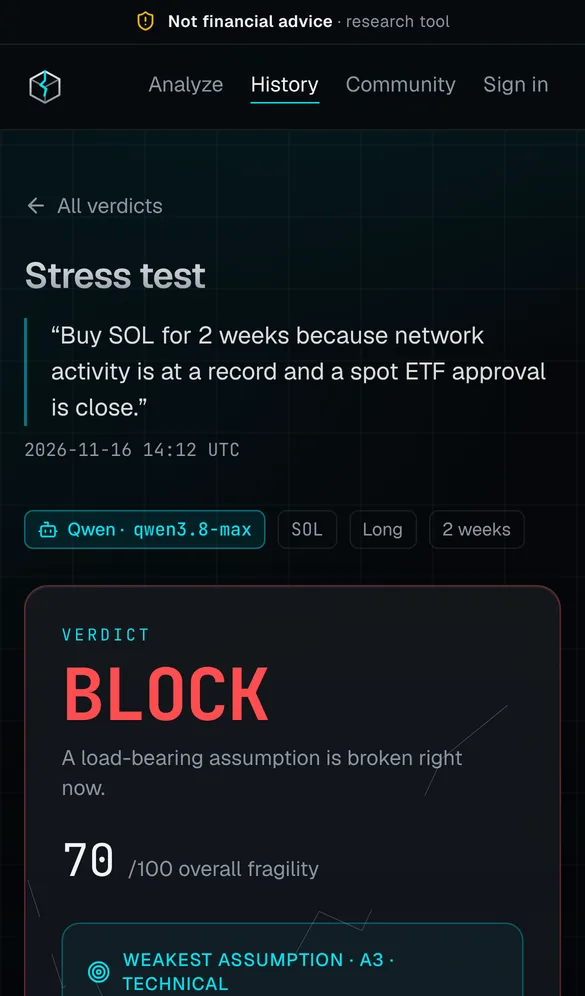 Not financial advice · research tool
Analyze History Community Sign in
← All verdicts
Stress test
“Buy SOL for 2 weeks because network
activity is at a record and a spot ETF approval
is close.”
2026-11-16 14:12 UTC
Qwen · qwen3.8-max SOL Long 2 weeks
VERDICT
BLOCK
A load-bearing assumption is broken right
now.
70 /100 overall fragility
WEAKEST ASSUMPTION · A3 ·
TECHNICAL